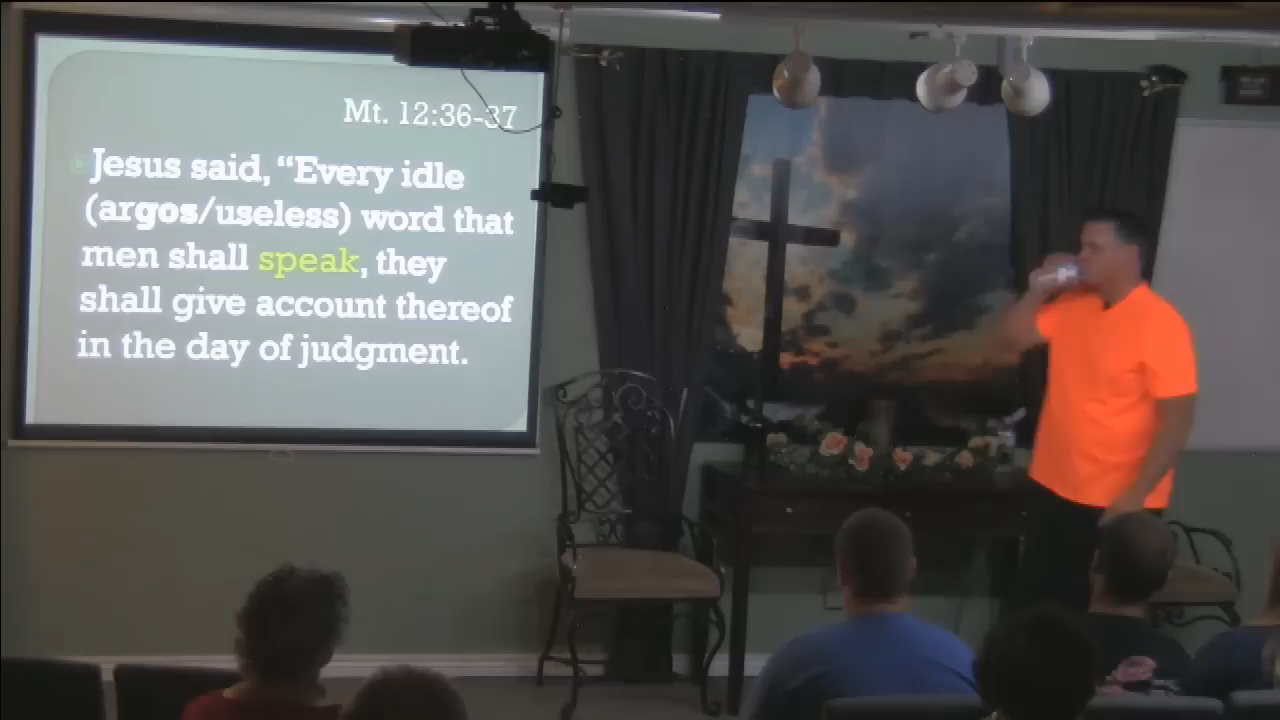 Mt. 12:36-37
Jesus said, “Every idle
(argos/useless) word that
men shall speak, they
shall give account thereof
in the day of judgment.